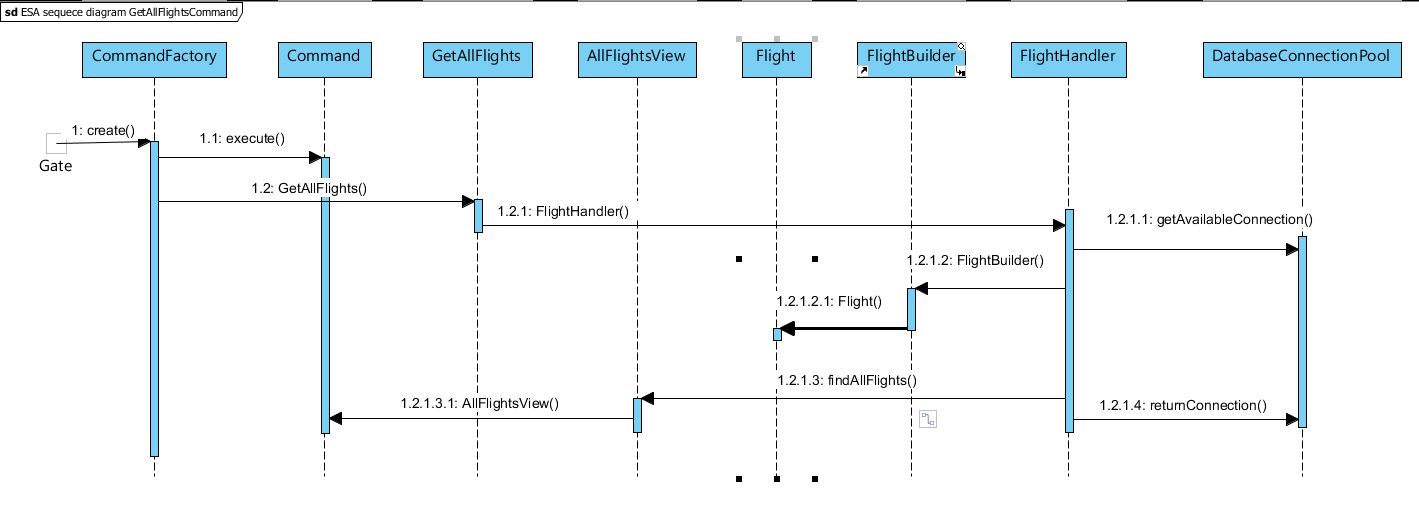 sd ESA sequece diagram GetAllFlightsCommand
CommandFactory
Command
GetAllFlights
AllFlightsView
Flight
FlightBuilder
FlightHandler
DatabaseConnectionPool
1: create()
Gate
1.1: execute()
1.2: GetAllFlights()
1.2.1: FlightHandler()
1.2.1.1: getAvailableConnection()
1.2.1.2: FlightBuilder()
1.2.1.2.1: Flight()
1.2.1.3: findAllFlights()
1.2.1.3.1: AllFlightsView()
1.2.1.4: returnConnection()